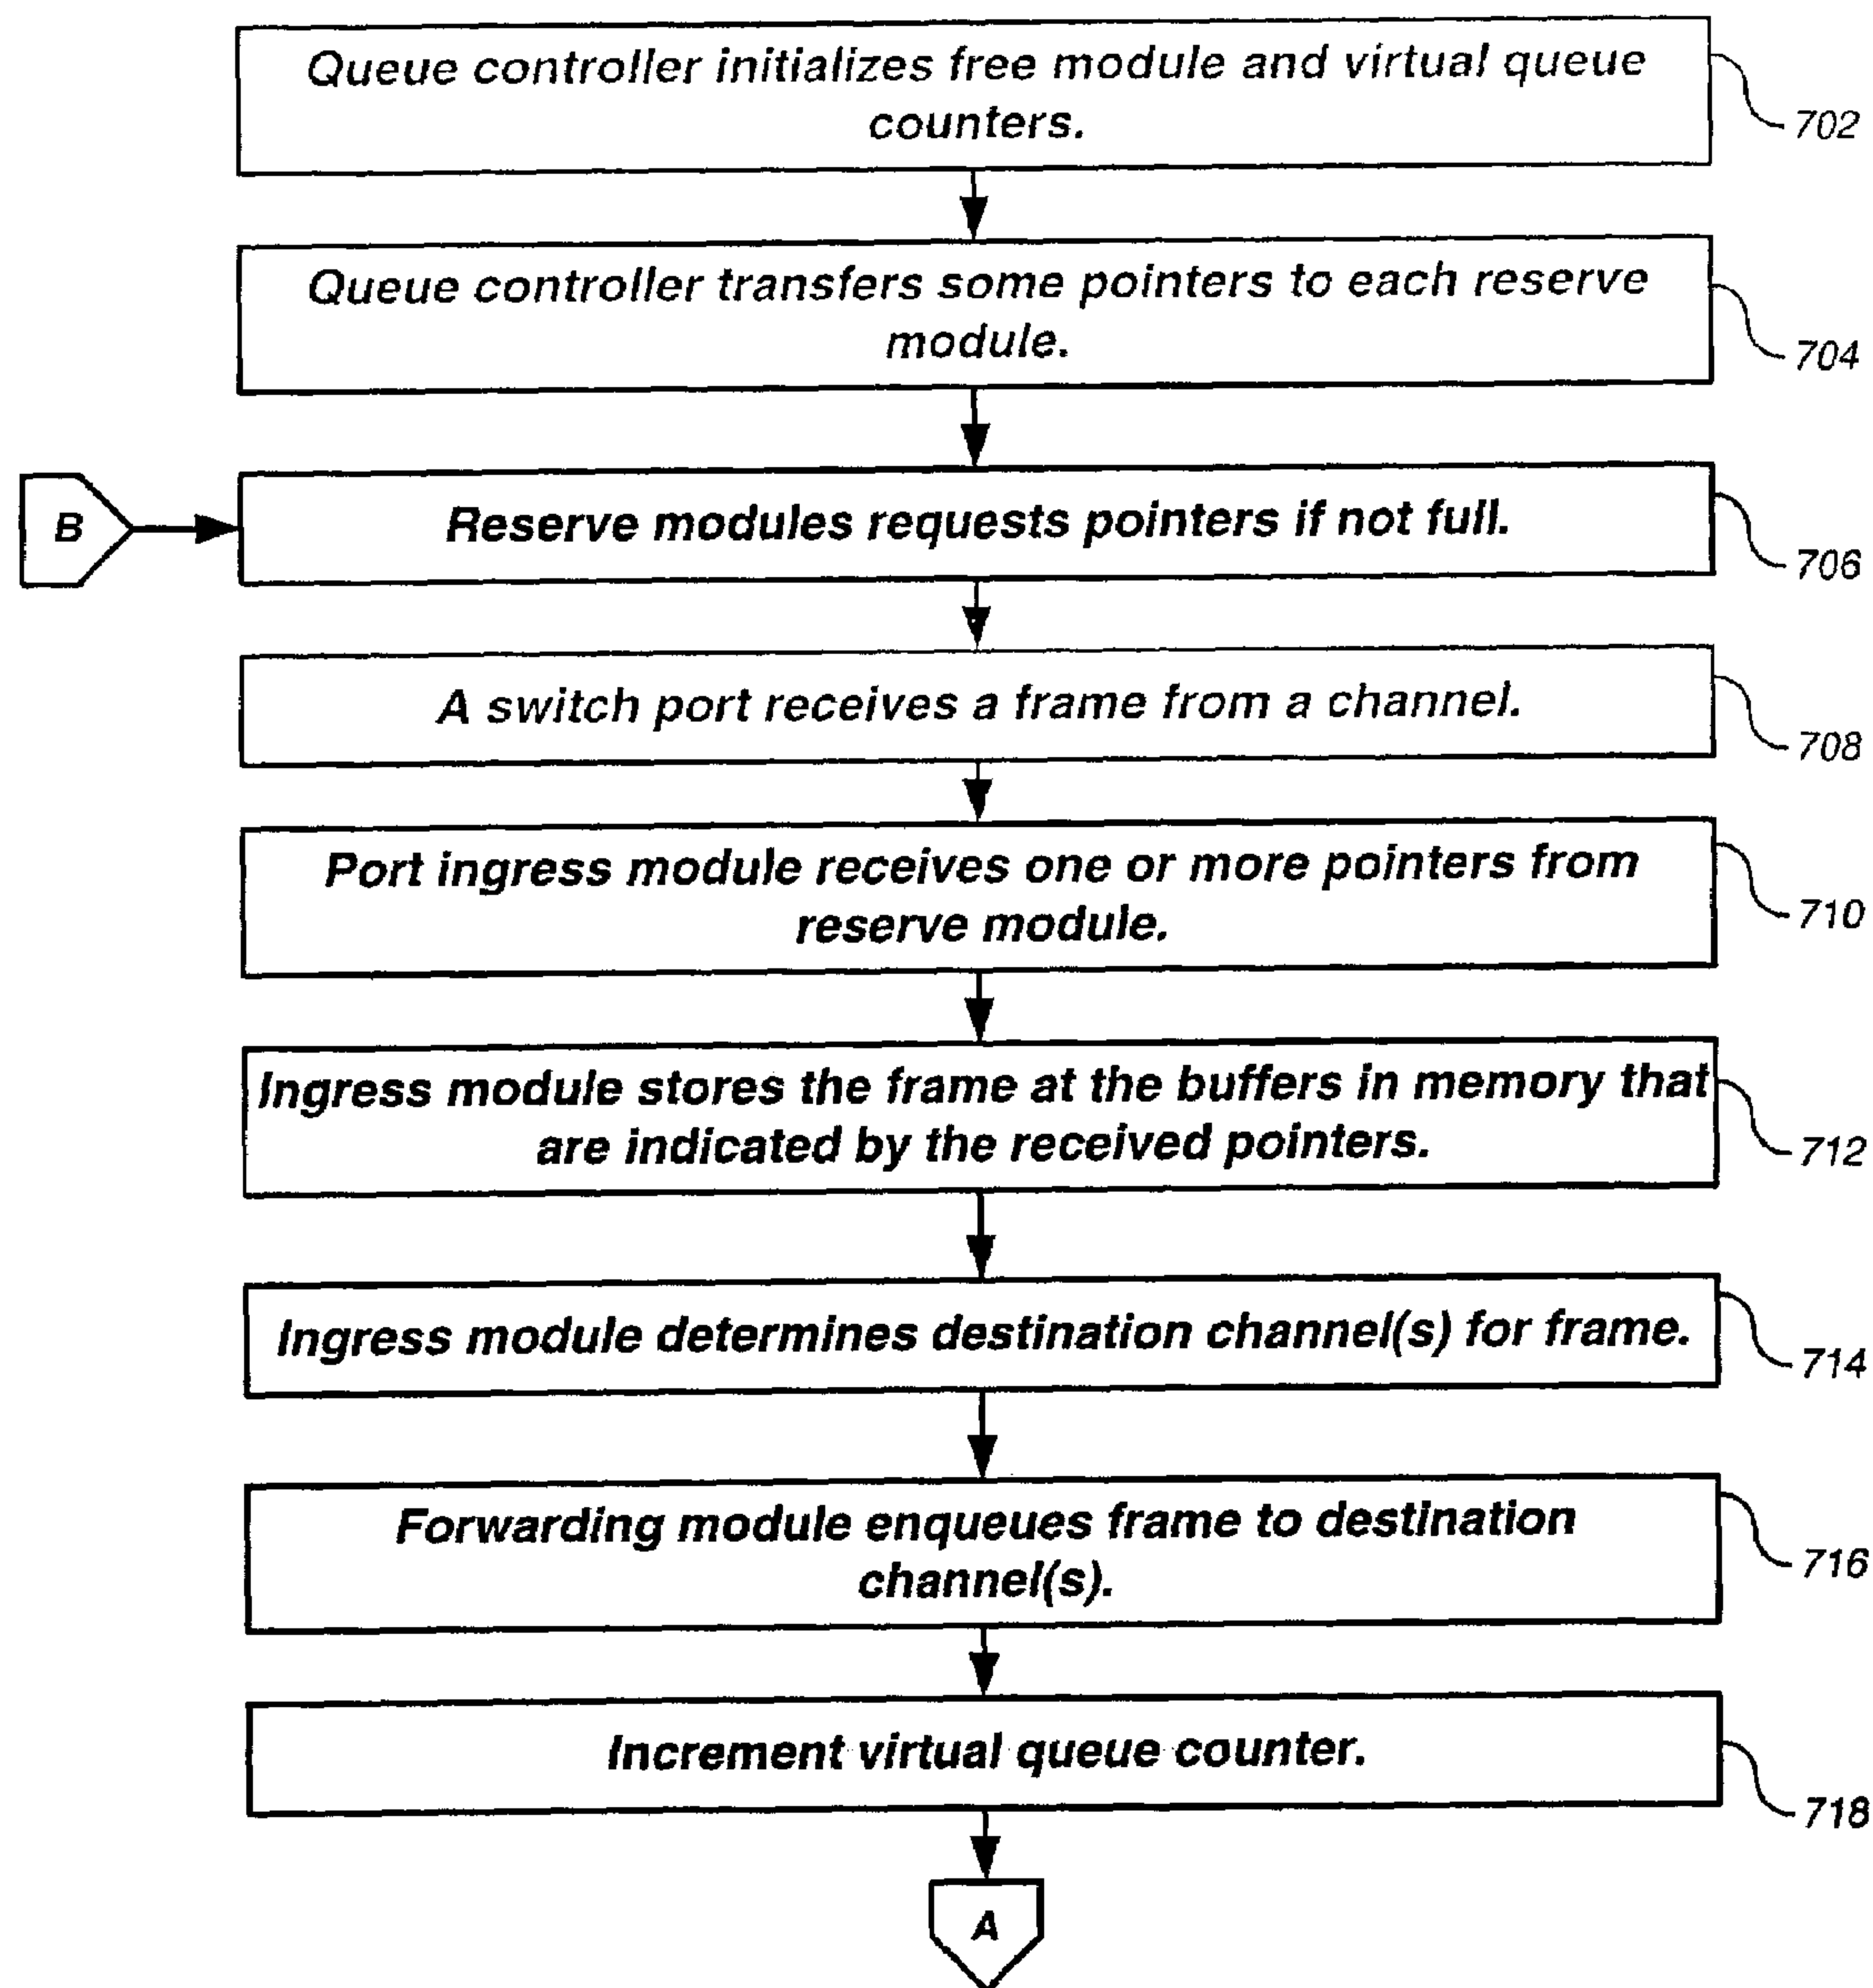 Queue controller initializes free module and virtual queue
counters.
702
Queue controller transfers some pointers to each reserve
module.
704
B
Reserve modules requests pointers if not full.
706
A switch port receives a frame from a channel.
708
Port ingress module receives one or more pointers from
reserve module.
710
Ingress module stores the frame at the buffers in memory that
are indicated by the received pointers.
712
Ingress module determines destination channel(s) for frame.
714
Forwarding module enqueues frame to destination
channel(s).
716
Increment virtual queue counter.
718
A